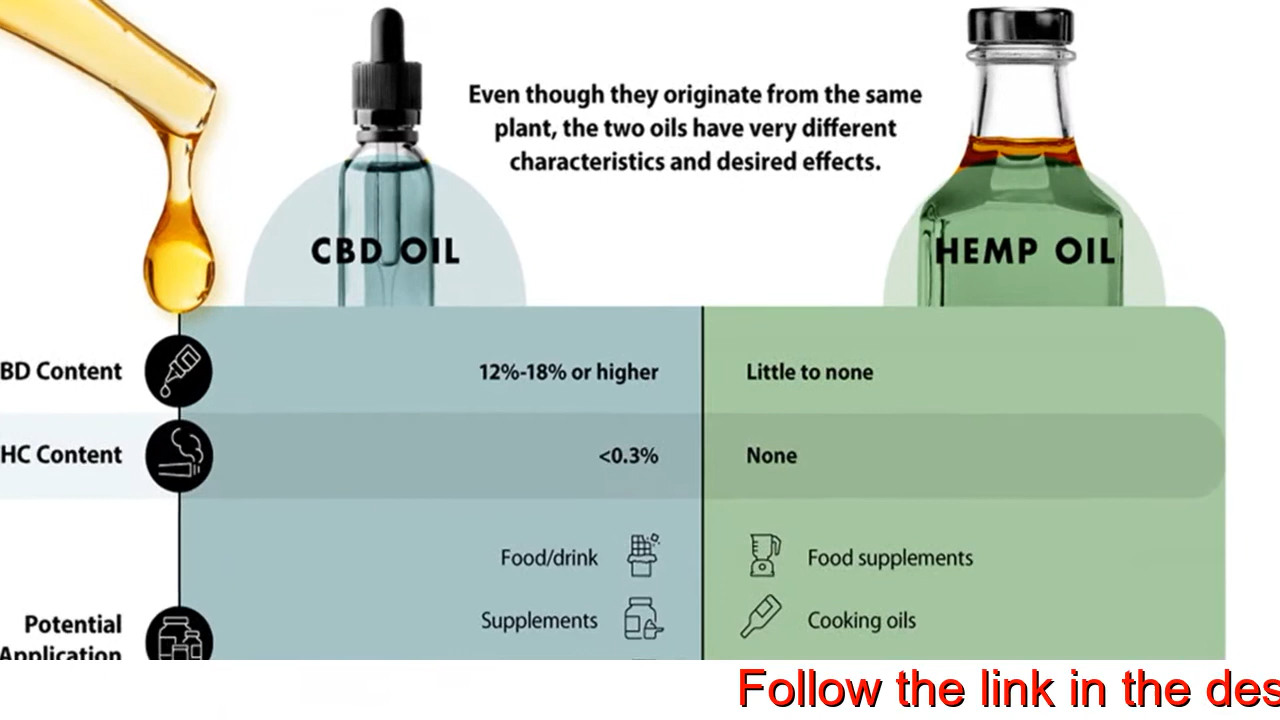 Even though they originate from the same
plant, the two oils have very different
characteristics and desired effects.
CBD OIL
HEMP OIL
BD Content
12%-18% or higher
Little to none
HC Content
<0.3%
None
Food/drink
Food supplements
Supplements
Cooking oils
Potential
Application
Follow the link in the des